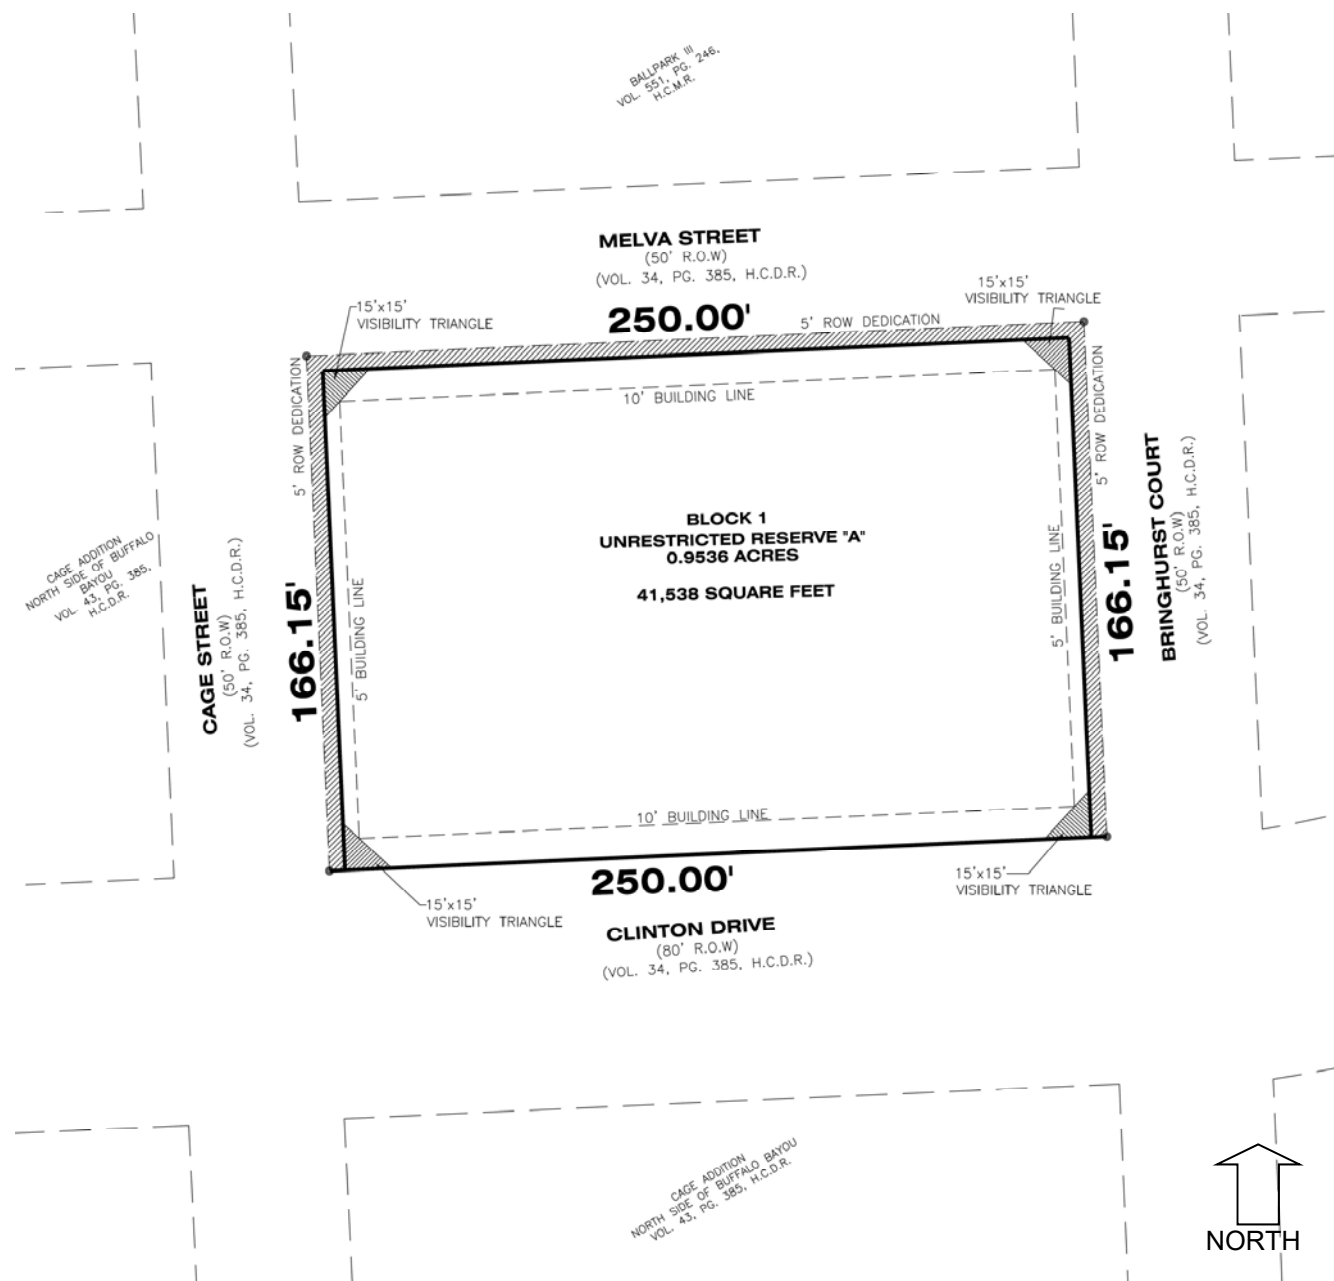 BALLPARK III
VOL. 551, PG. 246,
H.C.M.R.
MELVA STREET
(50' R.O.W)
(VOL. 34, PG. 385, H.C.D.R.)
250.00'
5' ROW DEDICATION
15'x15'
VISIBILITY TRIANGLE
15'x15'
VISIBILITY TRIANGLE
5' ROW DEDICATION
5' ROW DEDICATION
10' BUILDING LINE
BLOCK 1
UNRESTRICTED RESERVE "A"
0.9536 ACRES
41,538 SQUARE FEET
CAGE ADDITION
NORTH SIDE OF BUFFALO
BAYOU
VOL. 43, PG. 385,
H.C.D.R.
CAGE STREET
(50' R.O.W)
(VOL. 34, PG. 385, H.C.D.R.)
166.15'
5' BUILDING LINE
5' BUILDING LINE
166.15'
BRINGHURST COURT
(50' R.O.W)
(VOL. 34, PG. 385, H.C.D.R.)
10' BUILDING LINE
250.00'
15'x15'
VISIBILITY TRIANGLE
15'x15'
VISIBILITY TRIANGLE
CLINTON DRIVE
(80' R.O.W)
(VOL. 34, PG. 385, H.C.D.R.)
CAGE ADDITION
NORTH SIDE OF BUFFALO BAYOU
VOL. 43, PG. 385, H.C.D.R.
NORTH